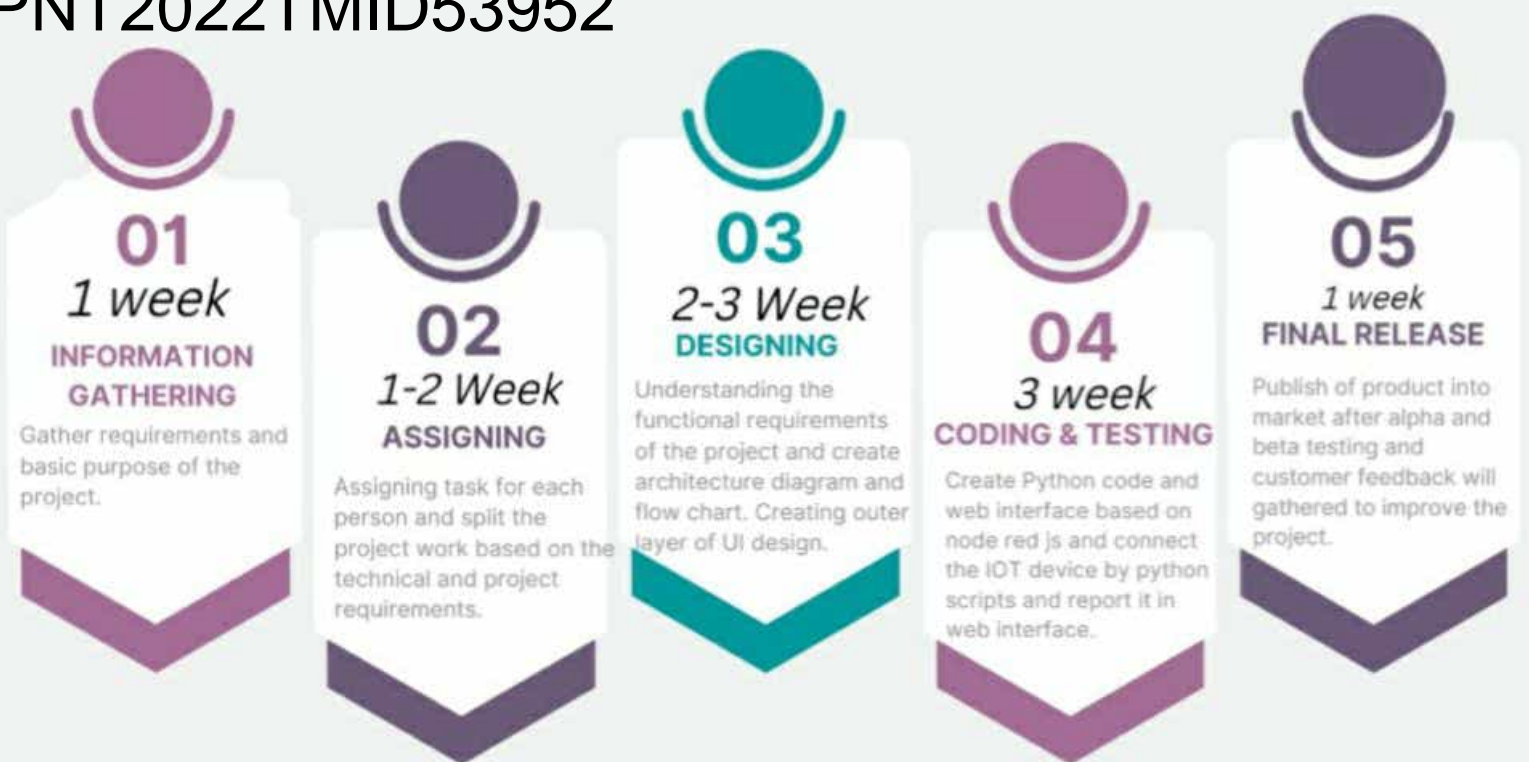 PNT2022TMID53952
01
1 week
INFORMATION
GATHERING
Gather requirements and
basic purpose of the
project.
02
1-2 Week
ASSIGNING
Assigning task for each
person and split the
project work based on the
technical and project
requirements.
03
2-3 Week
DESIGNING
Understanding the
functional requirements
of the project and create
architecture diagram and
flow chart. Creating outer
layer of UI design.
04
3 week
CODING & TESTING
Create Python code and
web interface based on
node red js and connect
the IOT device by python
scripts and report it in
web interface.
05
1 week
FINAL RELEASE
Publish of product into
market after alpha and
beta testing and
customer feedback will
gathered to improve the
project.